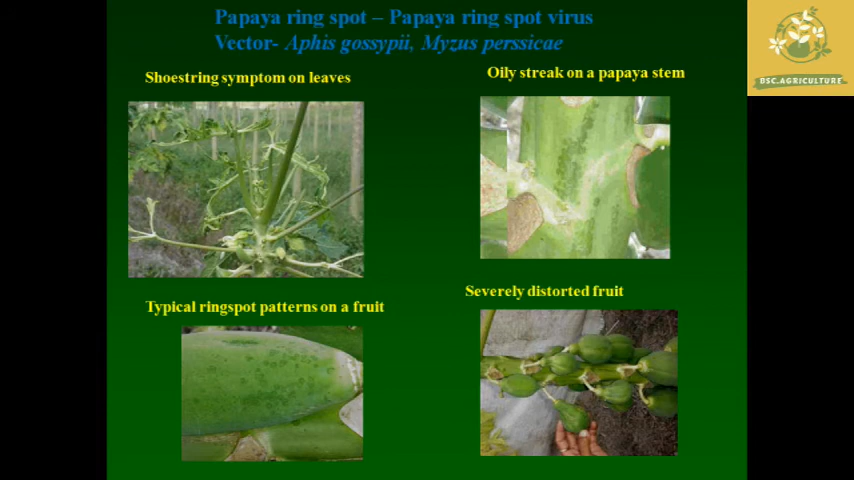 Papaya ring spot – Papaya ring spot virus
Vector- Aphis gossypii, Myzus perssicae
Shoestring symptom on leaves
Oily streak on a papaya stem
Typical ringspot patterns on a fruit
Severely distorted fruit
BSC.AGRICULTURE